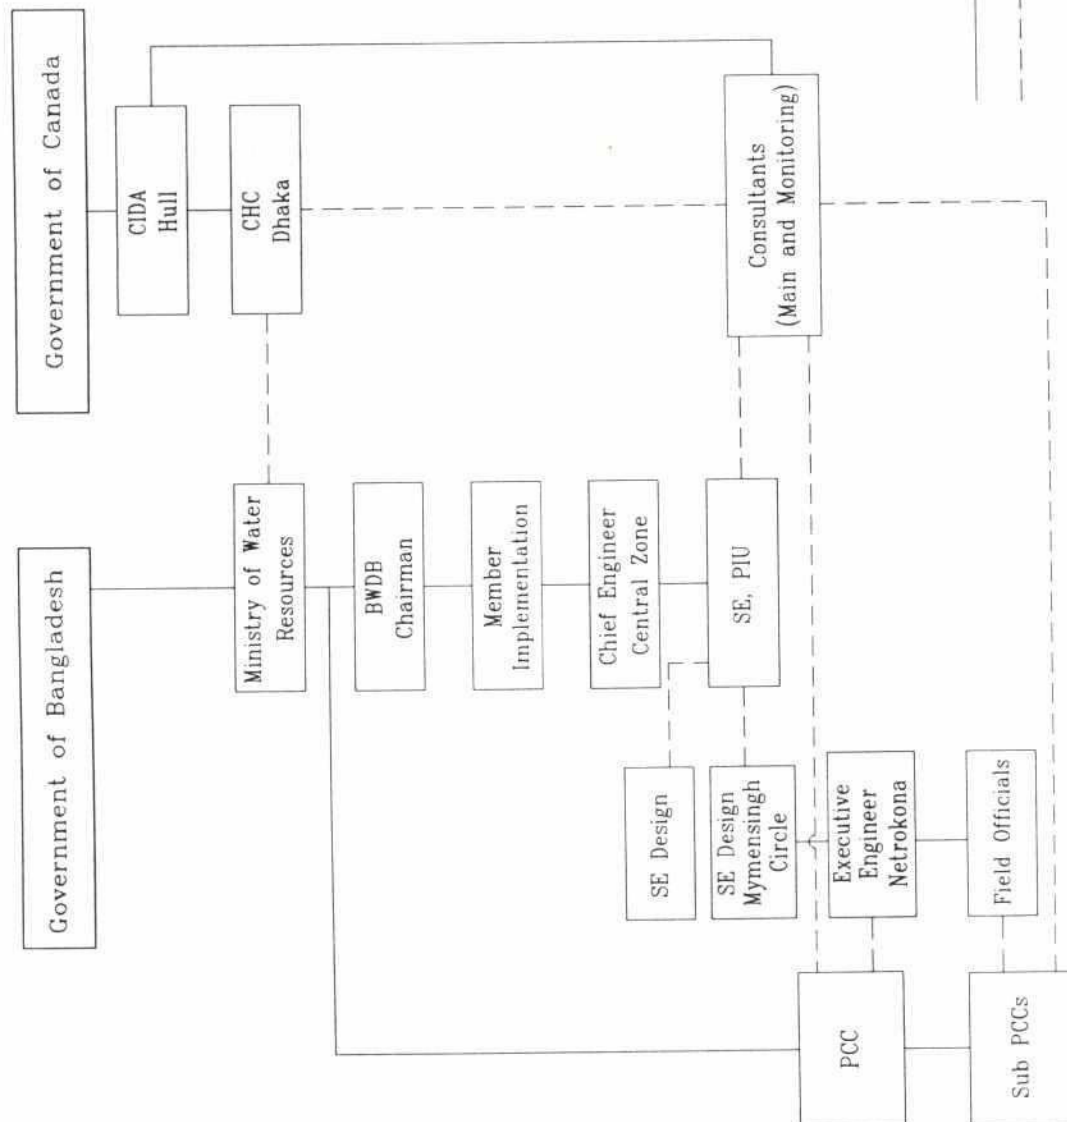 Government of Bangladesh
Government of Canada
CIDA
Hull
CHC
Dhaka
Ministry of Water
Resources
BWDB
Chairman
Member
Implementation
Chief Engineer
Central Zone
SE, PIU
Consultants
(Main and Monitoring)
SE Design
SE Design
Mymensingh
Circle
Executive
Engineer
Netrokona
Field Officials
PCC
Sub PCCs